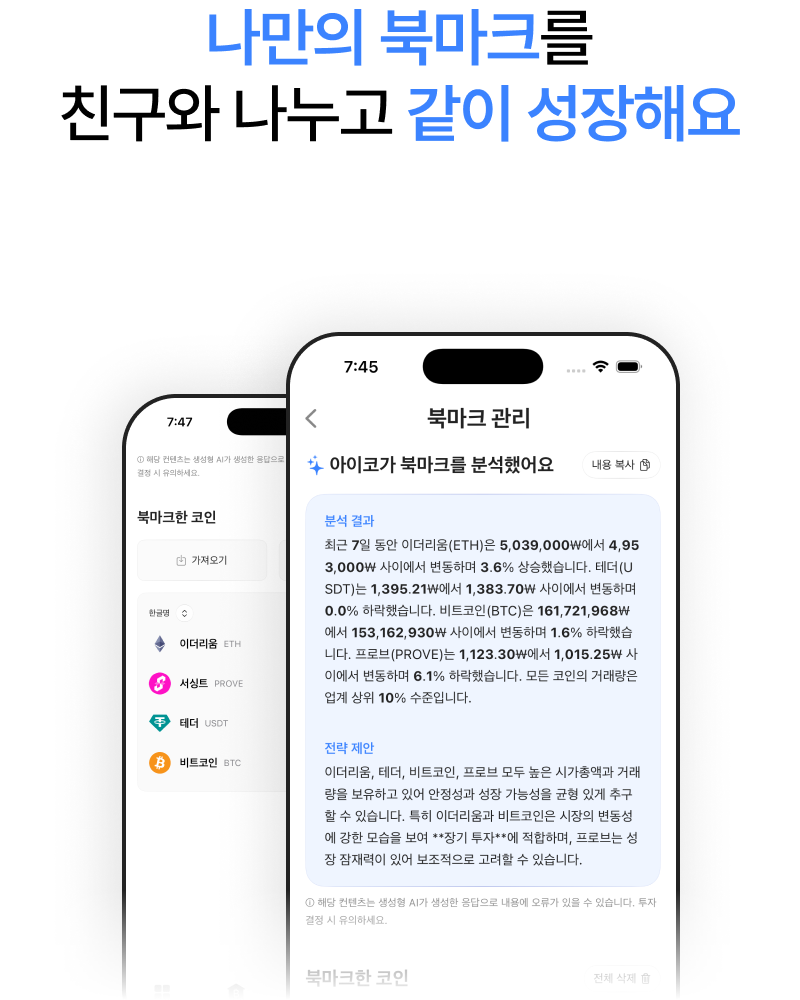 나만의 북마크를
친구와 나누고 같이 성장해요
7:47
ⓘ 해당 컨텐츠는 생성형 AI가 생성한 응답으로
결정 시 유의하세요.
북마크한 코인
가져오기
한글명
이더리움 ETH
서싱트 PROVE
테더 USDT
비트코인 BTC
7:45
북마크 관리
아이코가 북마크를 분석했어요
내용 복사
분석 결과
최근 7일 동안 이더리움(ETH)은 5,039,000₩에서 4,95
3,000₩ 사이에서 변동하며 3.6% 상승했습니다. 테더(U
SDT)는 1,395.21₩에서 1,383.70₩ 사이에서 변동하며
0.0% 하락했습니다. 비트코인(BTC)은 161,721,968₩
에서 153,162,930₩ 사이에서 변동하며 1.6% 하락했습
니다. 프로브(PROVE)는 1,123.30₩에서 1,015.25₩ 사
이에서 변동하며 6.1% 하락했습니다. 모든 코인의 거래량은
업계 상위 10% 수준입니다.
전략 제안
이더리움, 테더, 비트코인, 프로브 모두 높은 시가총액과 거래
량을 보유하고 있어 안정성과 성장 가능성을 균형 있게 추구
할 수 있습니다. 특히 이더리움과 비트코인은 시장의 변동성
에 강한 모습을 보여 **장기 투자**에 적합하며, 프로브는 성
장 잠재력이 있어 보조적으로 고려할 수 있습니다.
ⓘ 해당 컨텐츠는 생성형 AI가 생성한 응답으로 내용에 오류가 있을 수 있습니다. 투자
결정 시 유의하세요.
북마크한 코인
전체 삭제